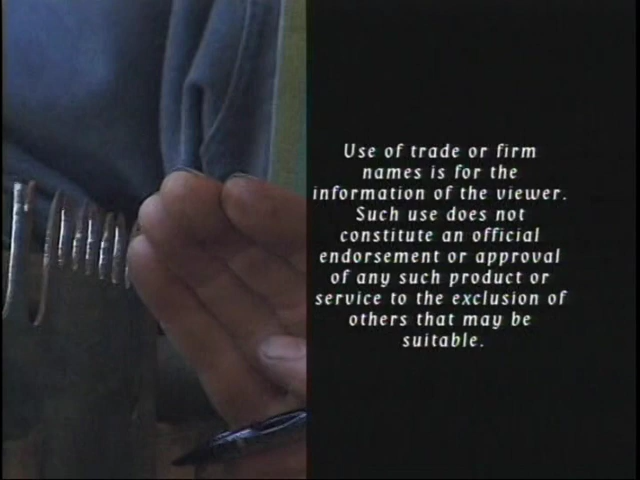 Use of trade or firm
names is for the
information of the viewer.
Such use does not
constitute an official
endorsement or approval
of any such product or
service to the exclusion of
others that may be
suitable.